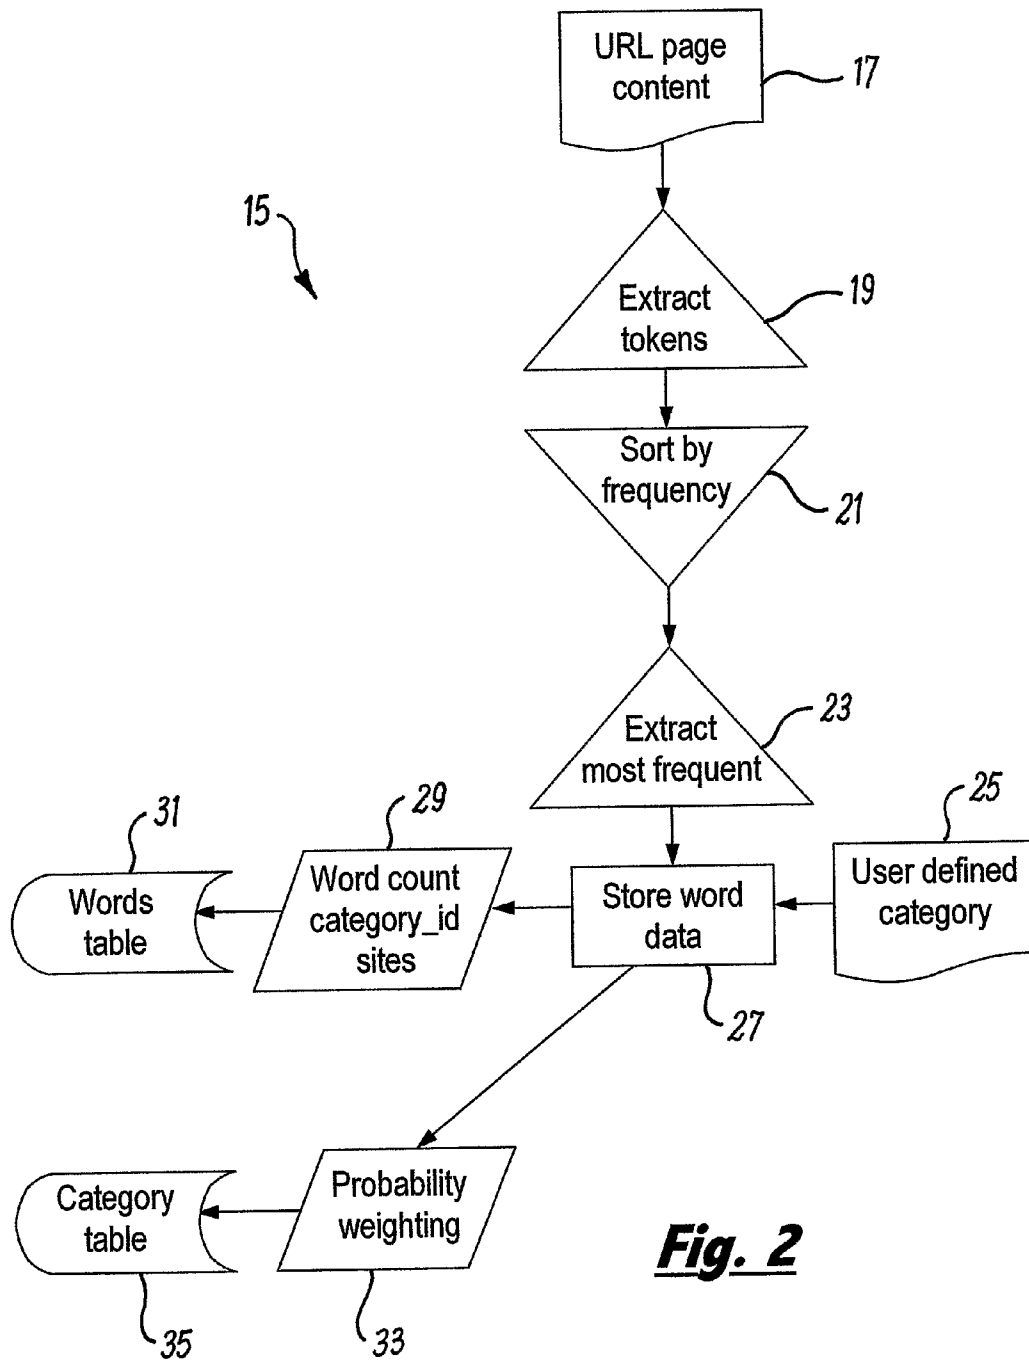 URL page
content
17
15
Extract
tokens
19
Sort by
frequency
21
Extract
most frequent
23
31
Words
table
29
Word count
category_id
sites
Store word
data
27
25
User defined
category
Category
table
35
Probability
weighting
33
Fig. 2